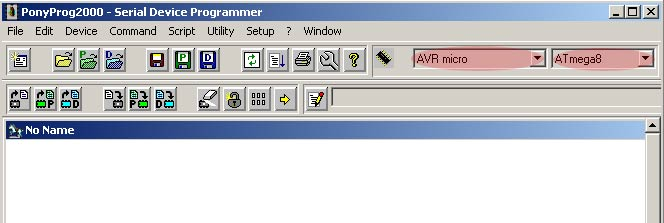 PonyProg2000 - Serial Device Programmer
File Edit Device Command Script Utility Setup ? Window
P D P D ? AVR micro ATmega8
P D P D
No Name